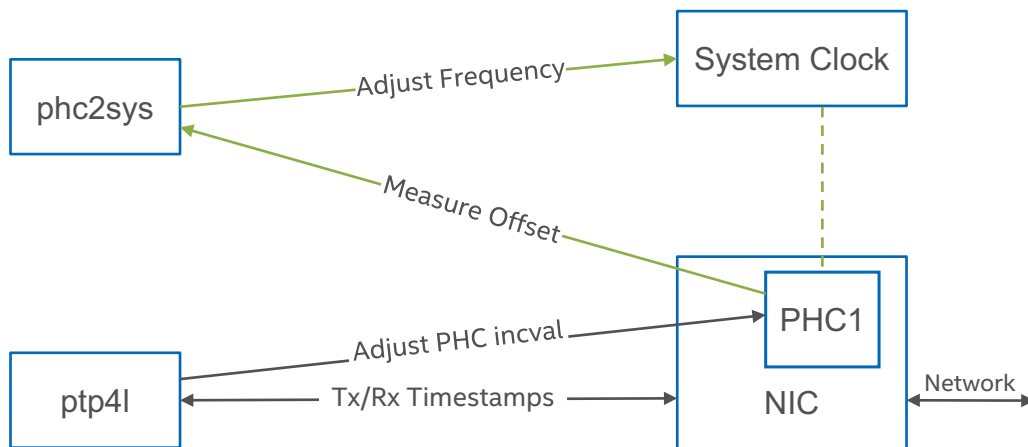 System Clock
phc2sys
Adjust Frequency
Measure Offset
PHC1
Adjust PHC incval
ptp4l
Tx/Rx Timestamps
NIC
Network